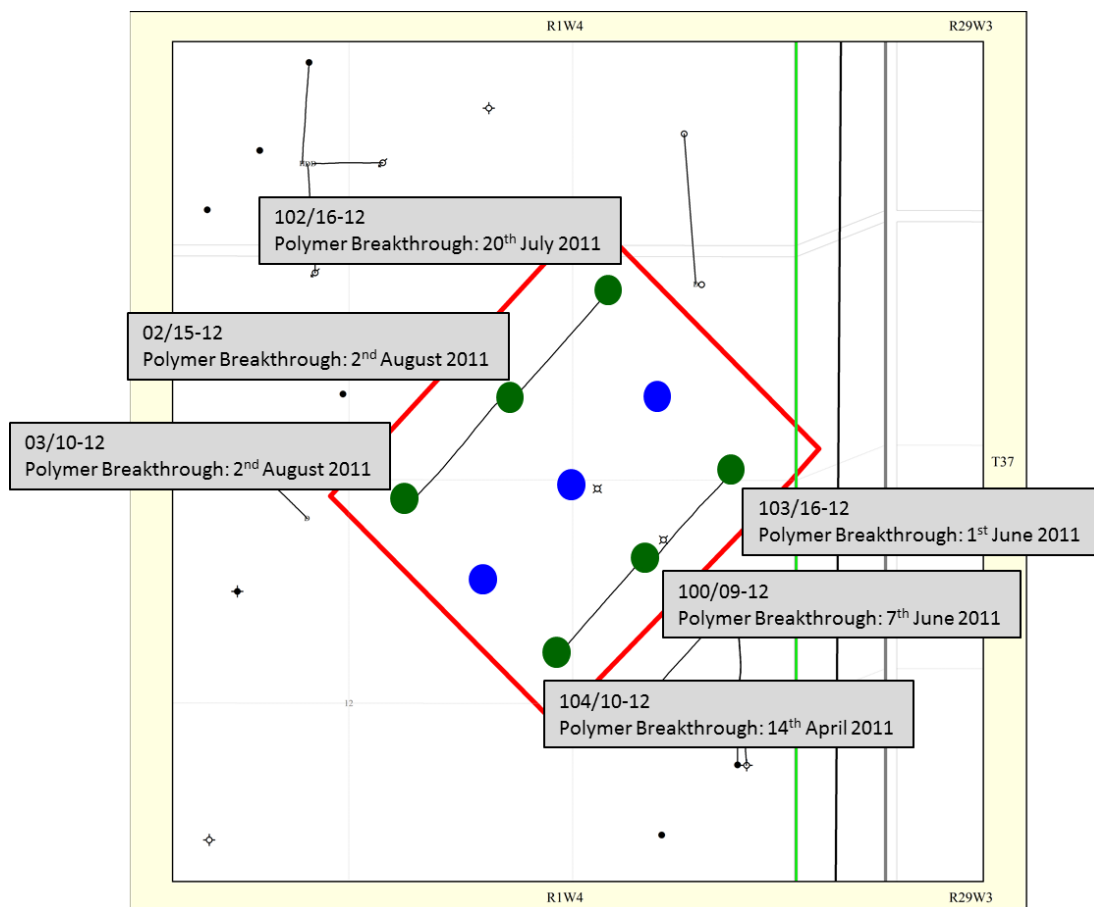 R1W4
R29W3
102/16-12
Polymer Breakthrough: 20th July 2011
02/15-12
Polymer Breakthrough: 2nd August 2011
03/10-12
Polymer Breakthrough: 2nd August 2011
T37
103/16-12
Polymer Breakthrough: 1st June 2011
100/09-12
Polymer Breakthrough: 7th June 2011
104/10-12
Polymer Breakthrough: 14th April 2011
12
R1W4
R29W3